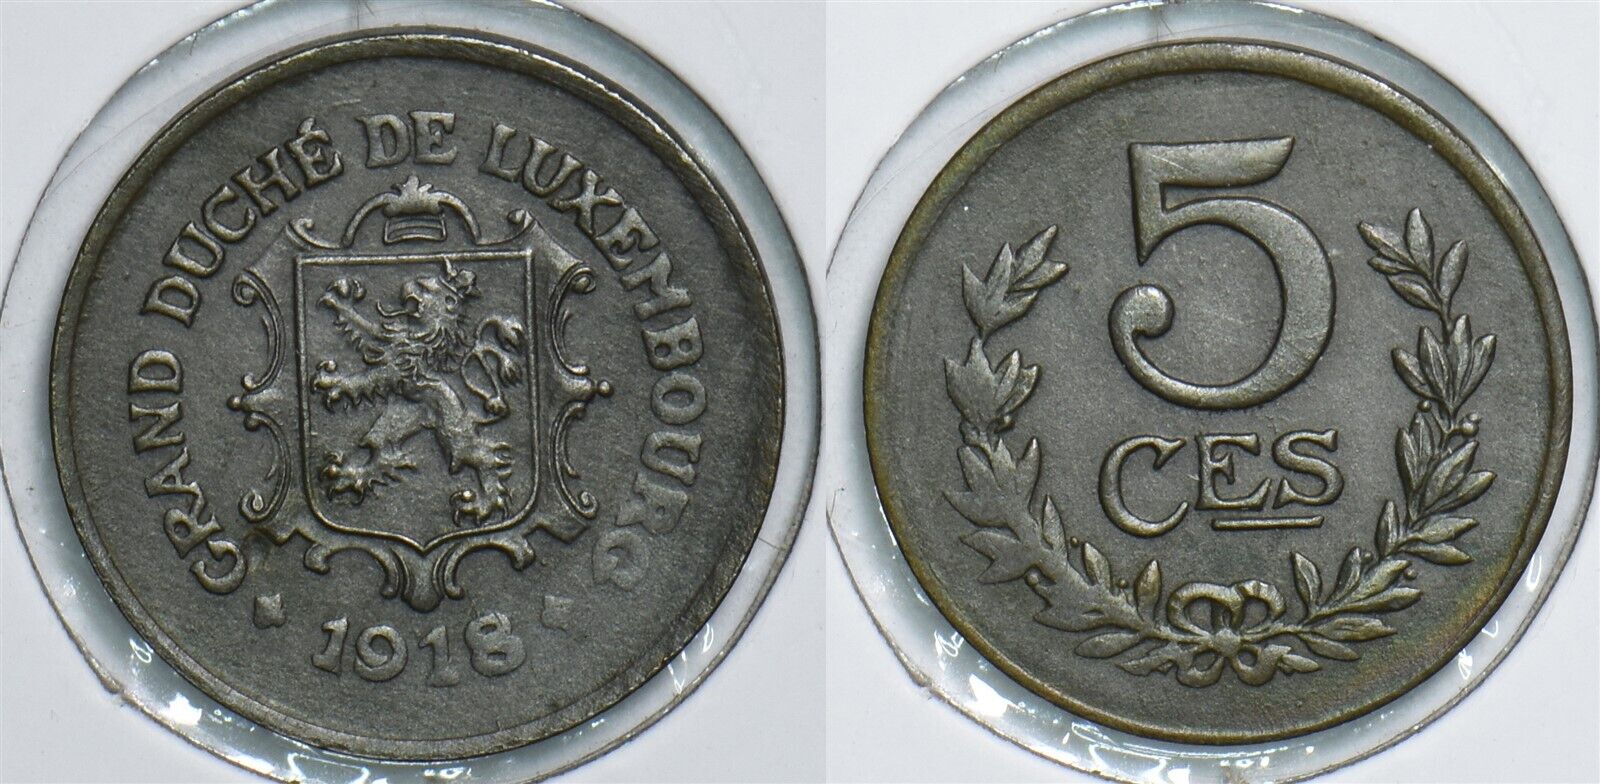 GRAND DUCHÉ DE LUXEMBOURG
1918
5
CES